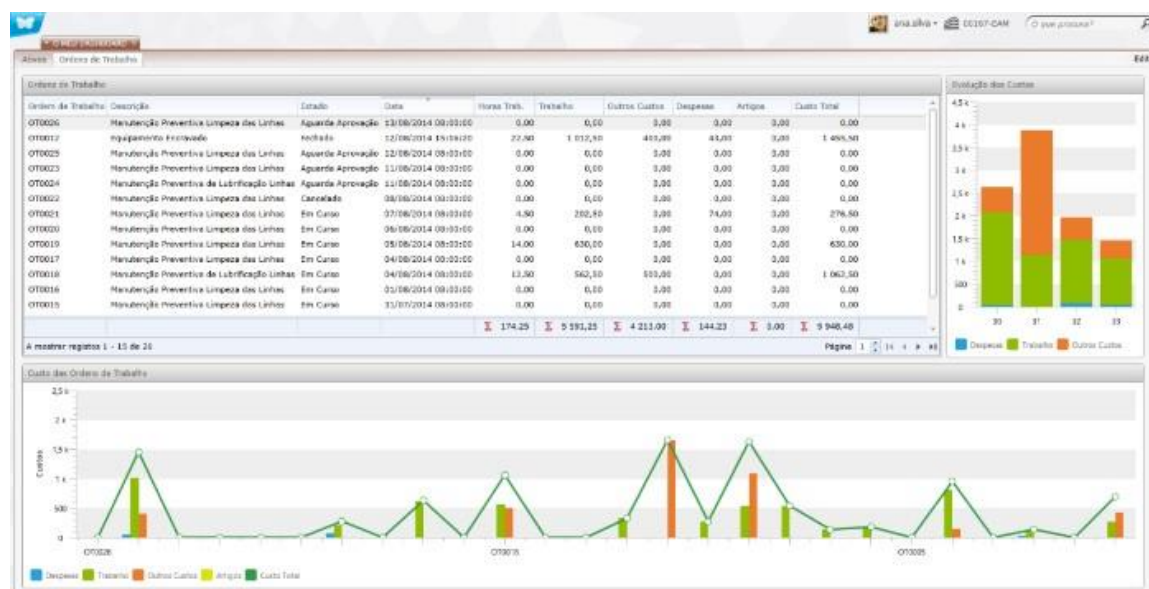 ana.silva 00167-GAM O que procura?
O MEU DASHBOARD
Ativos Ordens de Trabalho Edit
Ordens de Trabalho Evolução dos Custos
Ordem de Trabalho Descrição Estado Data Horas Trab. Trabalho Outros Custos Despesas Artigos Custo Total
OT0026 Manutenção Preventiva Limpeza das Linhas Aguarda Aprovação 13/08/2014 08:00:00 0,00 0,00 0,00 0,00 0,00 0,00
OT0012 Equipamento Encravado Fechado 12/08/2014 22,50 1 012,50 400,00 43,00 0,00 1 455,50
OT0025 Manutenção Preventiva Limpeza das Linhas Aguarda Aprovação 12/08/2014 08:00:00 0,00 0,00 0,00 0,00 0,00 0,00
OT0023 Manutenção Preventiva Limpeza das Linhas Aguarda Aprovação 11/08/2014 08:00:00 0,00 0,00 0,00 0,00 0,00 0,00
OT0024 Manutenção Preventiva de Lubrificação Linhas Aguarda Aprovação 11/08/2014 08:00:00 0,00 0,00 0,00 0,00 0,00 0,00
OT0022 Manutenção Preventiva Limpeza das Linhas Cancelado 08/08/2014 08:00:00 0,00 0,00 0,00 0,00 0,00 0,00
OT0021 Manutenção Preventiva Limpeza das Linhas Em Curso 07/08/2014 08:00:00 4,50 202,50 0,00 74,00 0,00 276,50
OT0020 Manutenção Preventiva Limpeza das Linhas Em Curso 06/08/2014 08:00:00 0,00 0,00 0,00 0,00 0,00 0,00
OT0019 Manutenção Preventiva Limpeza das Linhas Em Curso 05/08/2014 08:00:00 14,00 630,00 0,00 0,00 0,00 630,00
OT0017 Manutenção Preventiva Limpeza das Linhas Em Curso 04/08/2014 08:00:00 0,00 0,00 0,00 0,00 0,00 0,00
OT0018 Manutenção Preventiva de Lubrificação Linhas Em Curso 04/08/2014 08:00:00 12,50 562,50 500,00 0,00 0,00 1 062,50
OT0016 Manutenção Preventiva Limpeza das Linhas Em Curso 01/08/2014 08:00:00 0,00 0,00 0,00 0,00 0,00 0,00
OT0015 Manutenção Preventiva Limpeza das Linhas Em Curso 31/07/2014 08:00:00 0,00 0,00 0,00 0,00 0,00 0,00
Σ 174,25 Σ 5 591,25 Σ 4 213,00 Σ 144,23 Σ 0,00 Σ 9 948,48
A mostrar registos 1 - 15 de 26 Página 1
4,5 k
4 k
3,5 k
3 k
2,5 k
2 k
1,5 k
1 k
500
0
30 31 32 33
Despesas Trabalho Outros Custos
Custo das Ordens de Trabalho
2,5 k
2 k
1,5 k
1 k
500
0
Custos
OT0026 OT0015 OT0005
Despesas Trabalho Outros Custos Artigos Custo Total